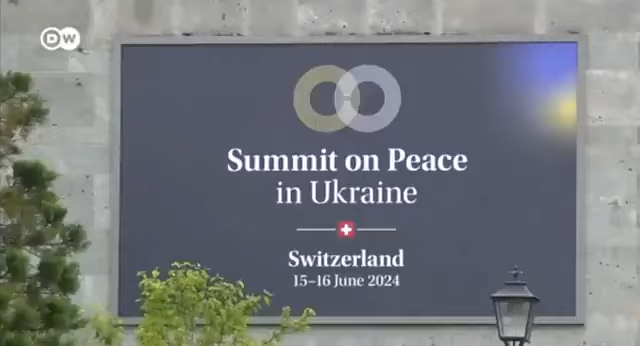 DW
Summit on Peace
in Ukraine
Switzerland
15–16 June 2024